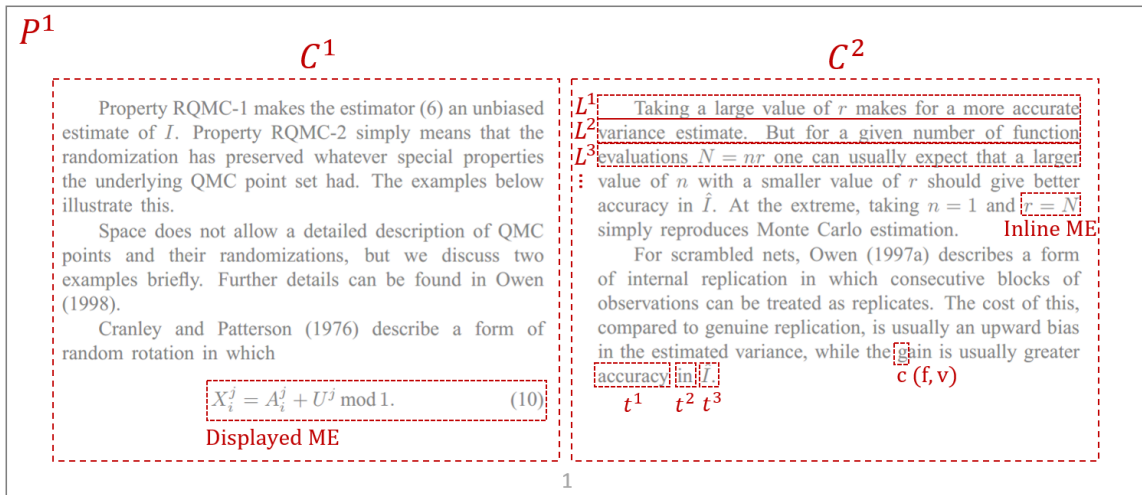 P¹
C¹
Property RQMC-1 makes the estimator (6) an unbiased
estimate of I. Property RQMC-2 simply means that the
randomization has preserved whatever special properties
the underlying QMC point set had. The examples below
illustrate this.
Space does not allow a detailed description of QMC
points and their randomizations, but we discuss two
examples briefly. Further details can be found in Owen
(1998).
Cranley and Patterson (1976) describe a form of
random rotation in which
X_i^j = A_i^j + U^j mod 1. (10)
Displayed ME
C²
L¹ Taking a large value of r makes for a more accurate
L² variance estimate. But for a given number of function
L³ evaluations N = nr one can usually expect that a larger
⋮ value of n with a smaller value of r should give better
accuracy in Î. At the extreme, taking n = 1 and r = N
simply reproduces Monte Carlo estimation. Inline ME
For scrambled nets, Owen (1997a) describes a form
of internal replication in which consecutive blocks of
observations can be treated as replicates. The cost of this,
compared to genuine replication, is usually an upward bias
in the estimated variance, while the gain is usually greater
accuracy in Î. c (f, v)
t¹ t² t³
1